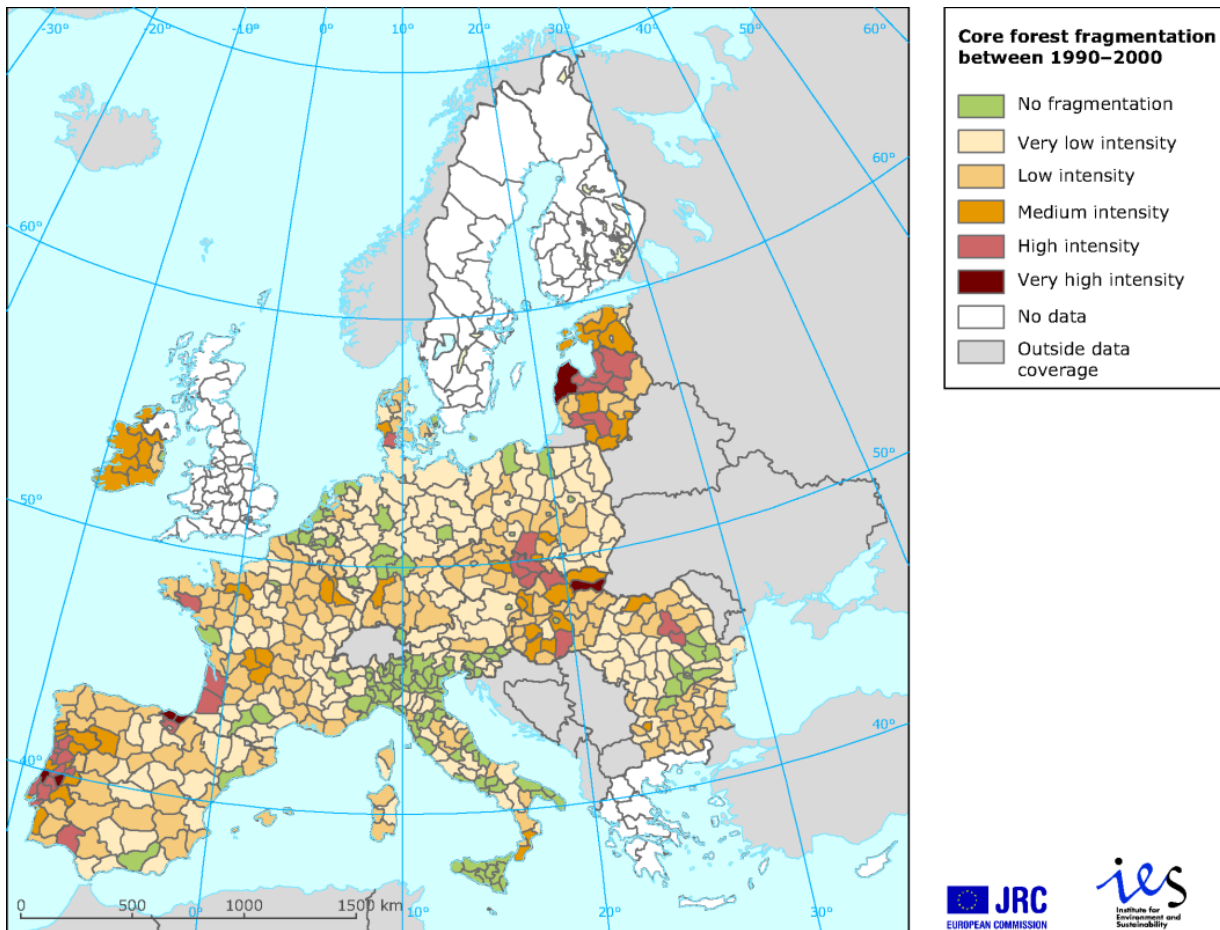 -30°
-20°
-10°
0°
10°
20°
30°
40°
50°
60°
60°
60°
50°
50°
40°
40°
0
500
1000
1500 km
-10°
0°
10°
20°
30°
Core forest fragmentation
between 1990–2000
No fragmentation
Very low intensity
Low intensity
Medium intensity
High intensity
Very high intensity
No data
Outside data
coverage
JRC
EUROPEAN COMMISSION
ies
Institute for
Environment and
Sustainability